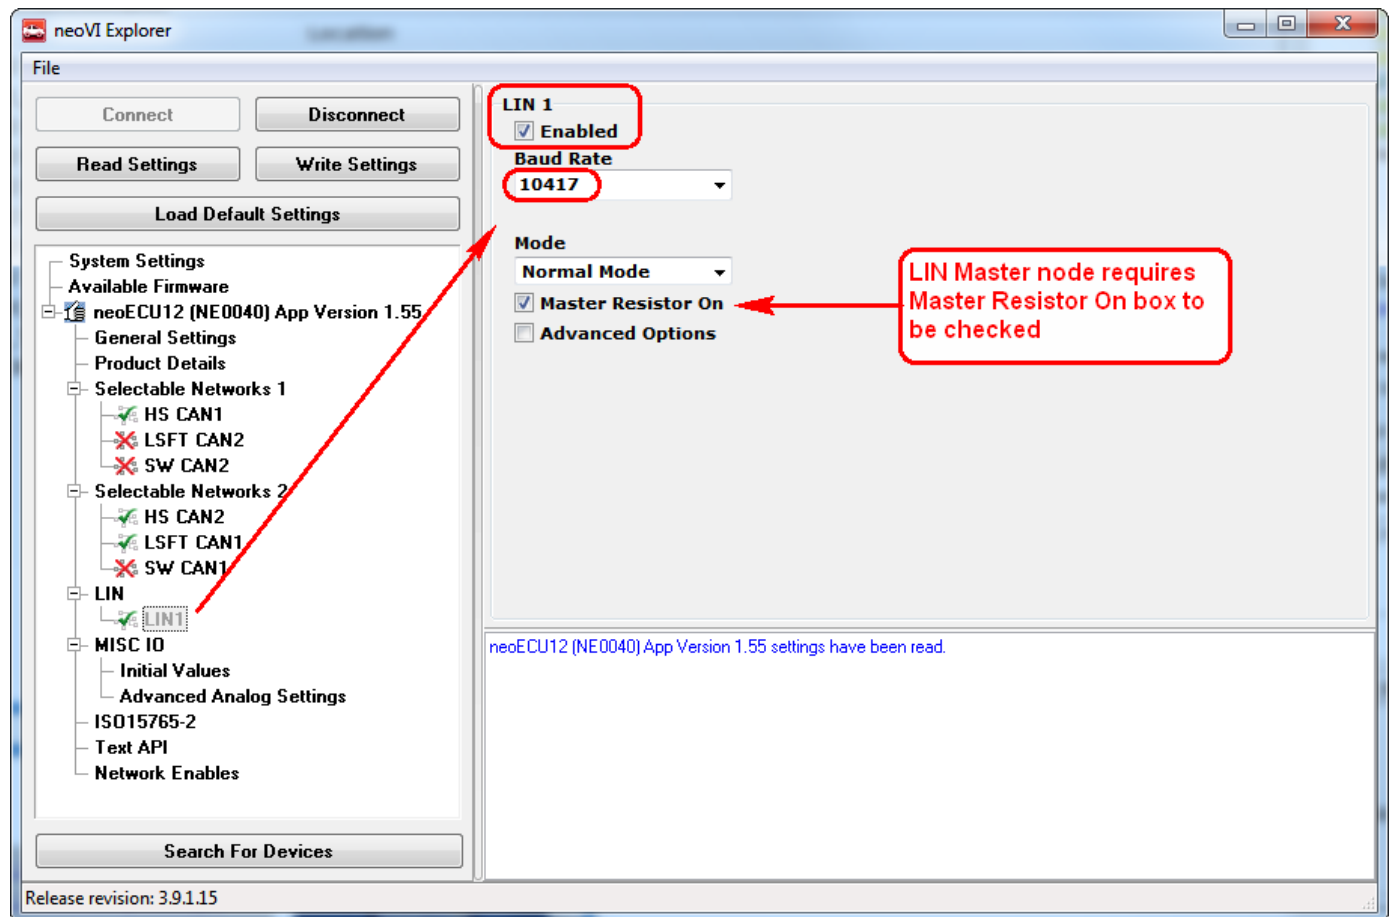 neoVI Explorer
File
Connect
Disconnect
Read Settings
Write Settings
Load Default Settings
System Settings
Available Firmware
neoECU12 (NE0040) App Version 1.55
General Settings
Product Details
Selectable Networks 1
HS CAN1
LSFT CAN2
SW CAN2
Selectable Networks 2
HS CAN2
LSFT CAN1
SW CAN1
LIN
LIN1
MISC IO
Initial Values
Advanced Analog Settings
ISO15765-2
Text API
Network Enables
Search For Devices
LIN 1
Enabled
Baud Rate
10417
Mode
Normal Mode
Master Resistor On
Advanced Options
LIN Master node requires
Master Resistor On box to
be checked
neoECU12 (NE0040) App Version 1.55 settings have been read.
Release revision: 3.9.1.15